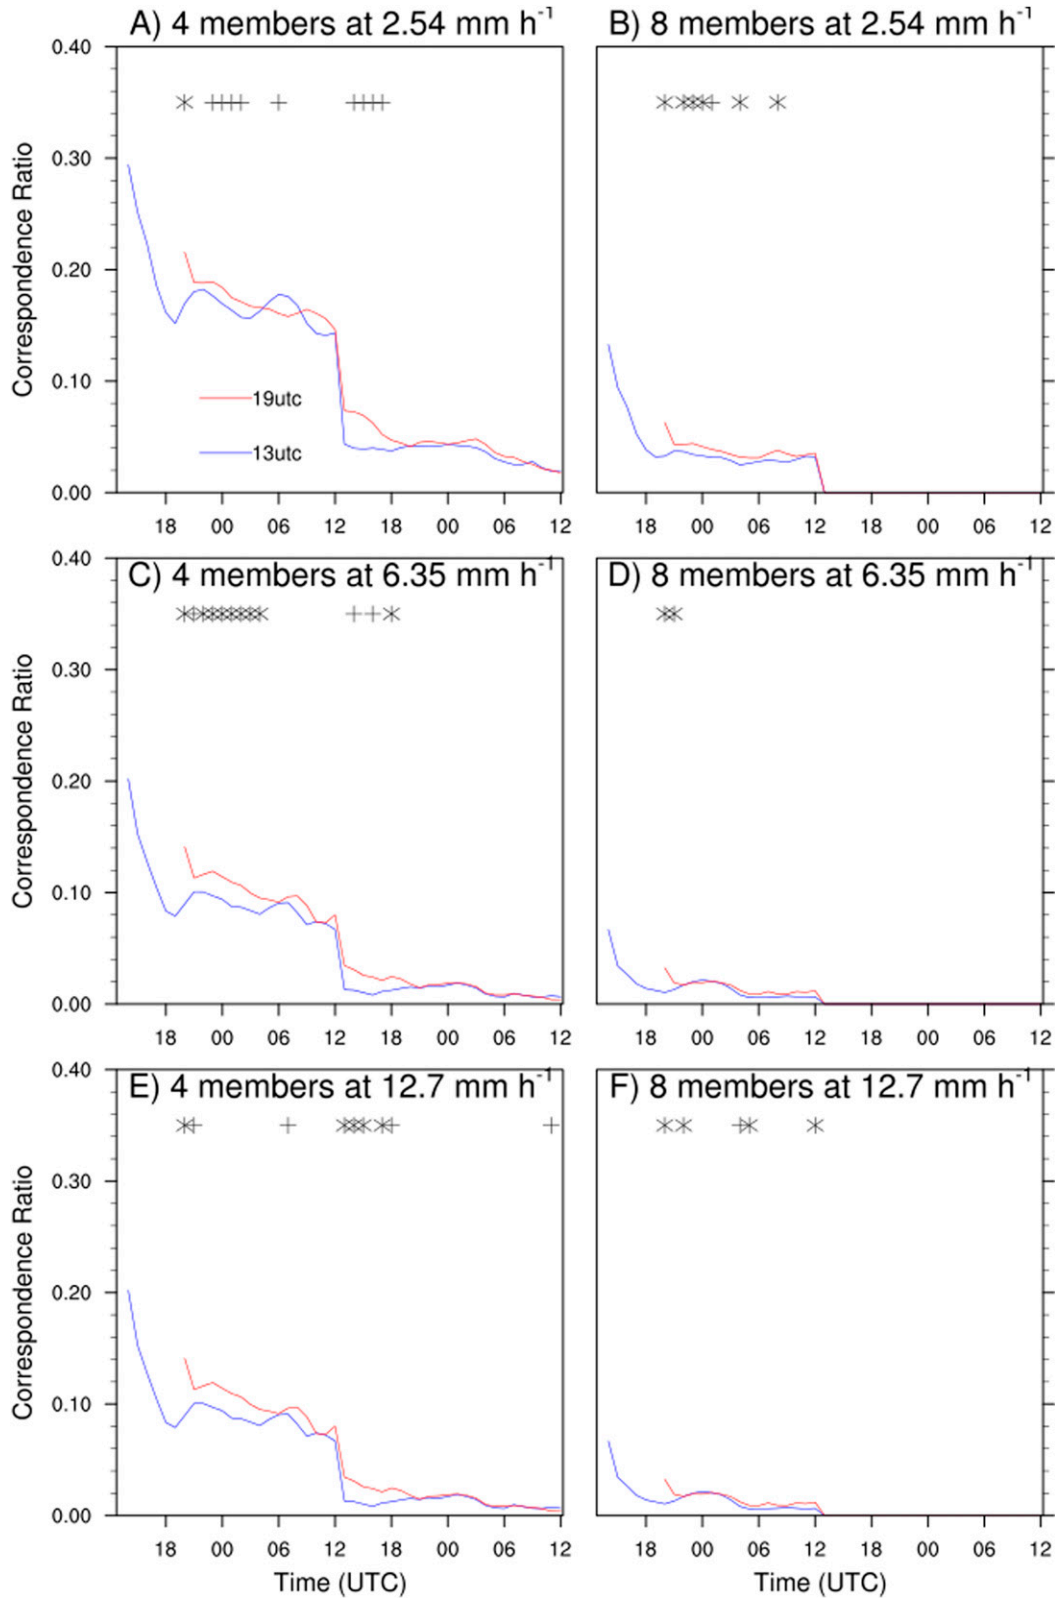 A) 4 members at 2.54 mm h⁻¹
B) 8 members at 2.54 mm h⁻¹
0.40
0.30
0.20
0.10
0.00
Correspondence Ratio
19utc
13utc
18 00 06 12 18 00 06 12
18 00 06 12 18 00 06 12
C) 4 members at 6.35 mm h⁻¹
D) 8 members at 6.35 mm h⁻¹
0.40
0.30
0.20
0.10
0.00
Correspondence Ratio
18 00 06 12 18 00 06 12
18 00 06 12 18 00 06 12
E) 4 members at 12.7 mm h⁻¹
F) 8 members at 12.7 mm h⁻¹
0.40
0.30
0.20
0.10
0.00
Correspondence Ratio
18 00 06 12 18 00 06 12
18 00 06 12 18 00 06 12
Time (UTC)
Time (UTC)